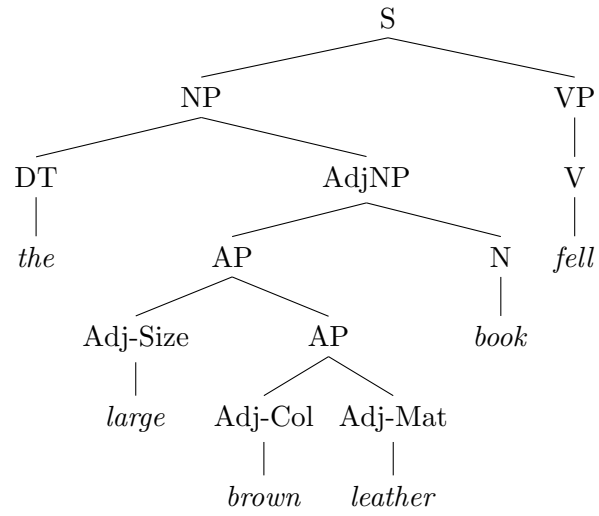 S
NP VP
DT AdjNP V
the AP N fell
Adj-Size AP book
large Adj-Col Adj-Mat
brown leather